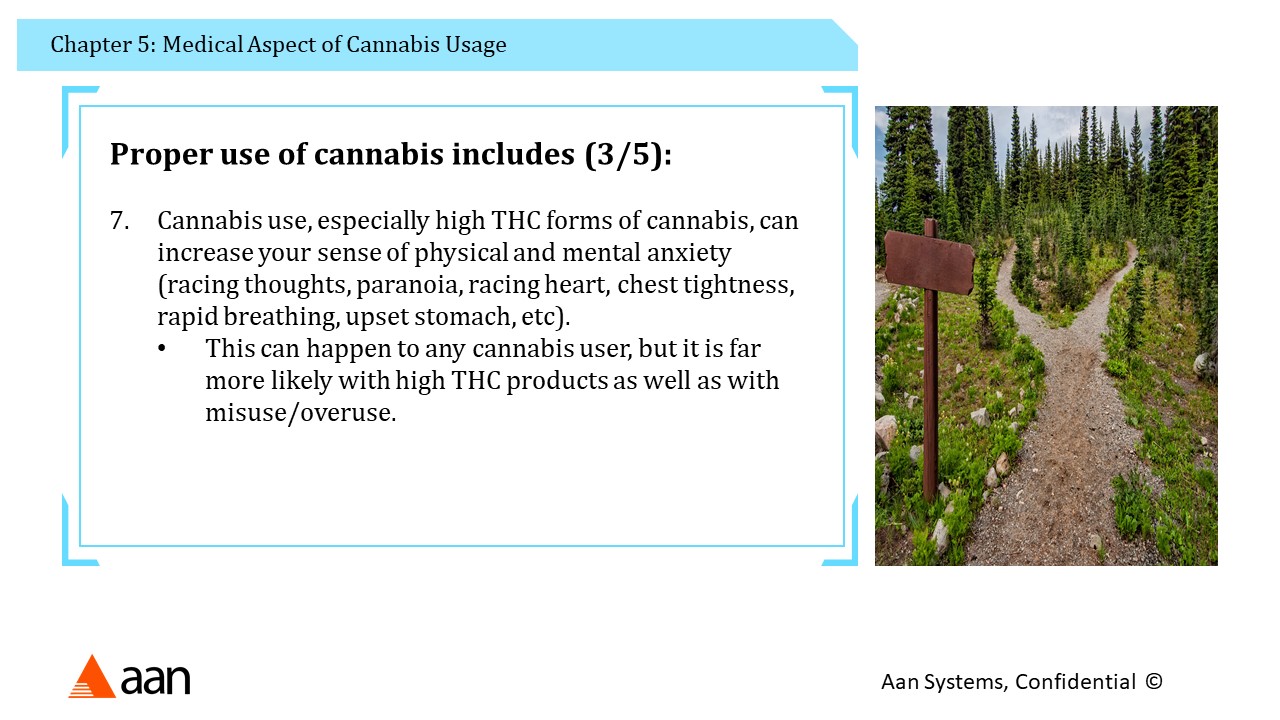 Chapter 5: Medical Aspect of Cannabis Usage
Proper use of cannabis includes (3/5):
7. Cannabis use, especially high THC forms of cannabis, can
increase your sense of physical and mental anxiety
(racing thoughts, paranoia, racing heart, chest tightness,
rapid breathing, upset stomach, etc).
• This can happen to any cannabis user, but it is far
more likely with high THC products as well as with
misuse/overuse.
aan
Aan Systems, Confidential ©